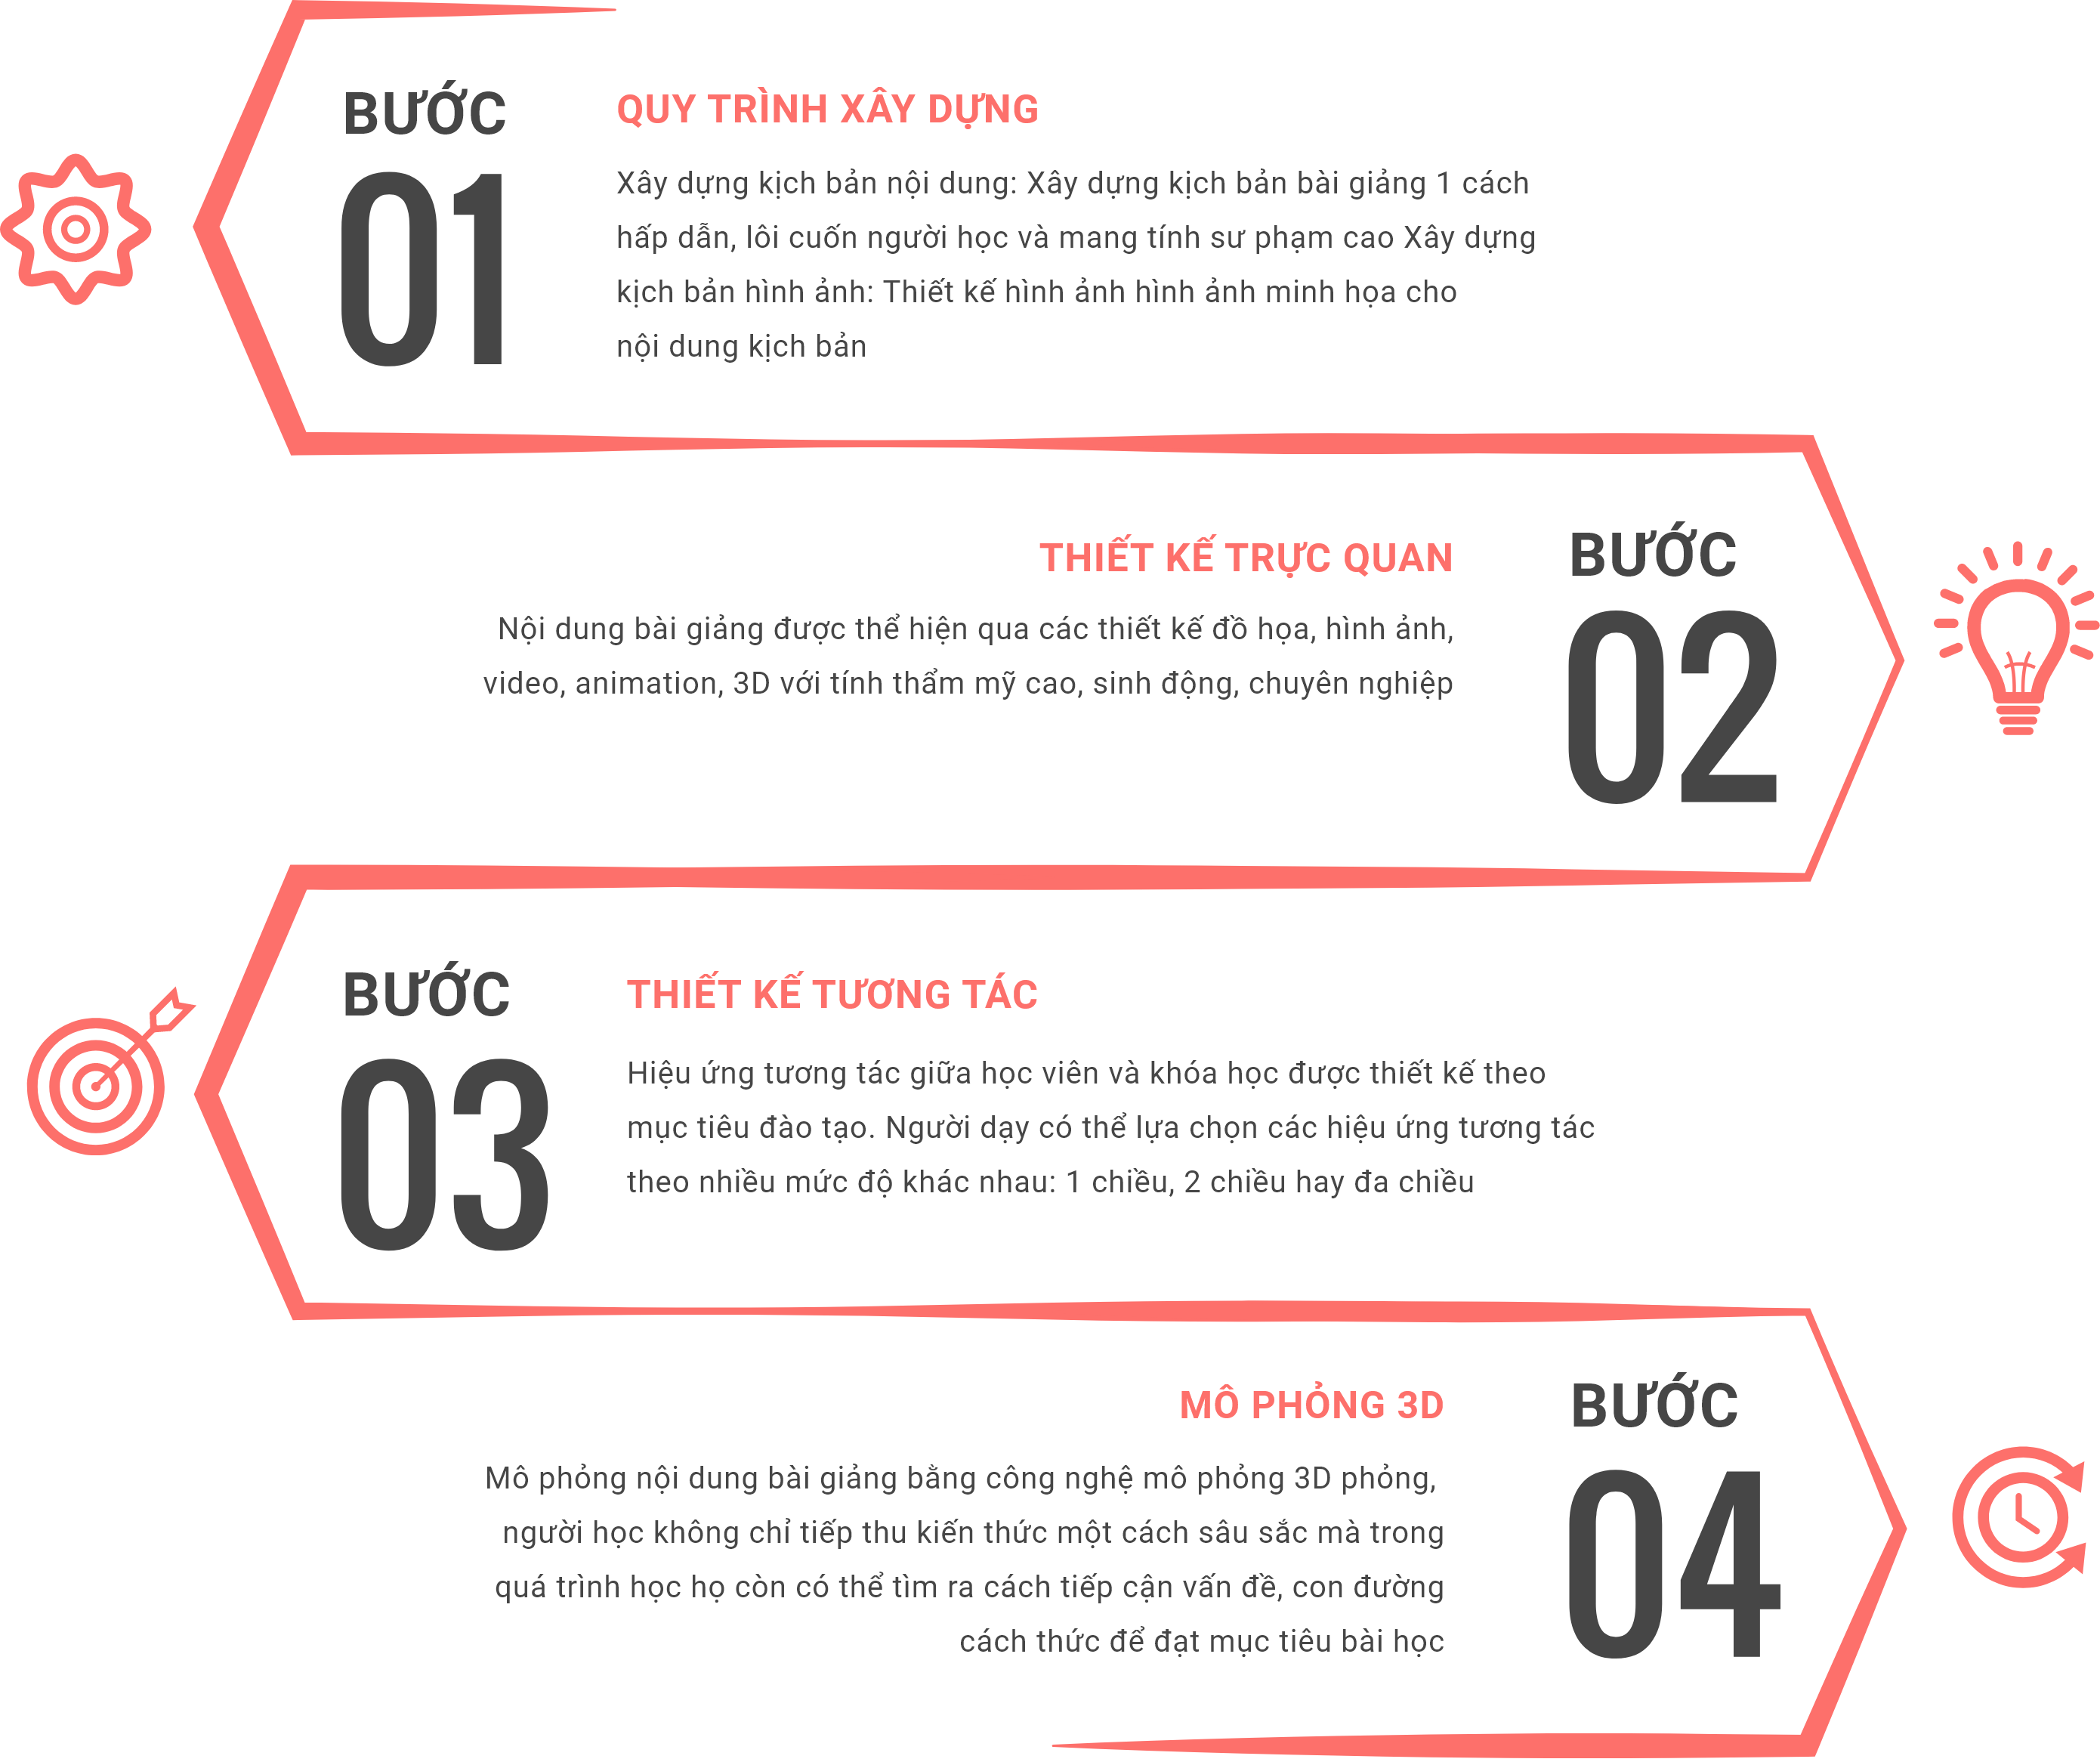 BƯỚC
01
QUY TRÌNH XÂY DỰNG
Xây dựng kịch bản nội dung: Xây dựng kịch bản bài giảng 1 cách
hấp dẫn, lôi cuốn người học và mang tính sư phạm cao Xây dựng
kịch bản hình ảnh: Thiết kế hình ảnh hình ảnh minh họa cho
nội dung kịch bản
BƯỚC
02
THIẾT KẾ TRỰC QUAN
Nội dung bài giảng được thể hiện qua các thiết kế đồ họa, hình ảnh,
video, animation, 3D với tính thẩm mỹ cao, sinh động, chuyên nghiệp
BƯỚC
03
THIẾT KẾ TƯƠNG TÁC
Hiệu ứng tương tác giữa học viên và khóa học được thiết kế theo
mục tiêu đào tạo. Người dạy có thể lựa chọn các hiệu ứng tương tác
theo nhiều mức độ khác nhau: 1 chiều, 2 chiều hay đa chiều
BƯỚC
04
MÔ PHỎNG 3D
Mô phỏng nội dung bài giảng bằng công nghệ mô phỏng 3D phỏng,
người học không chỉ tiếp thu kiến thức một cách sâu sắc mà trong
quá trình học họ còn có thể tìm ra cách tiếp cận vấn đề, con đường
cách thức để đạt mục tiêu bài học